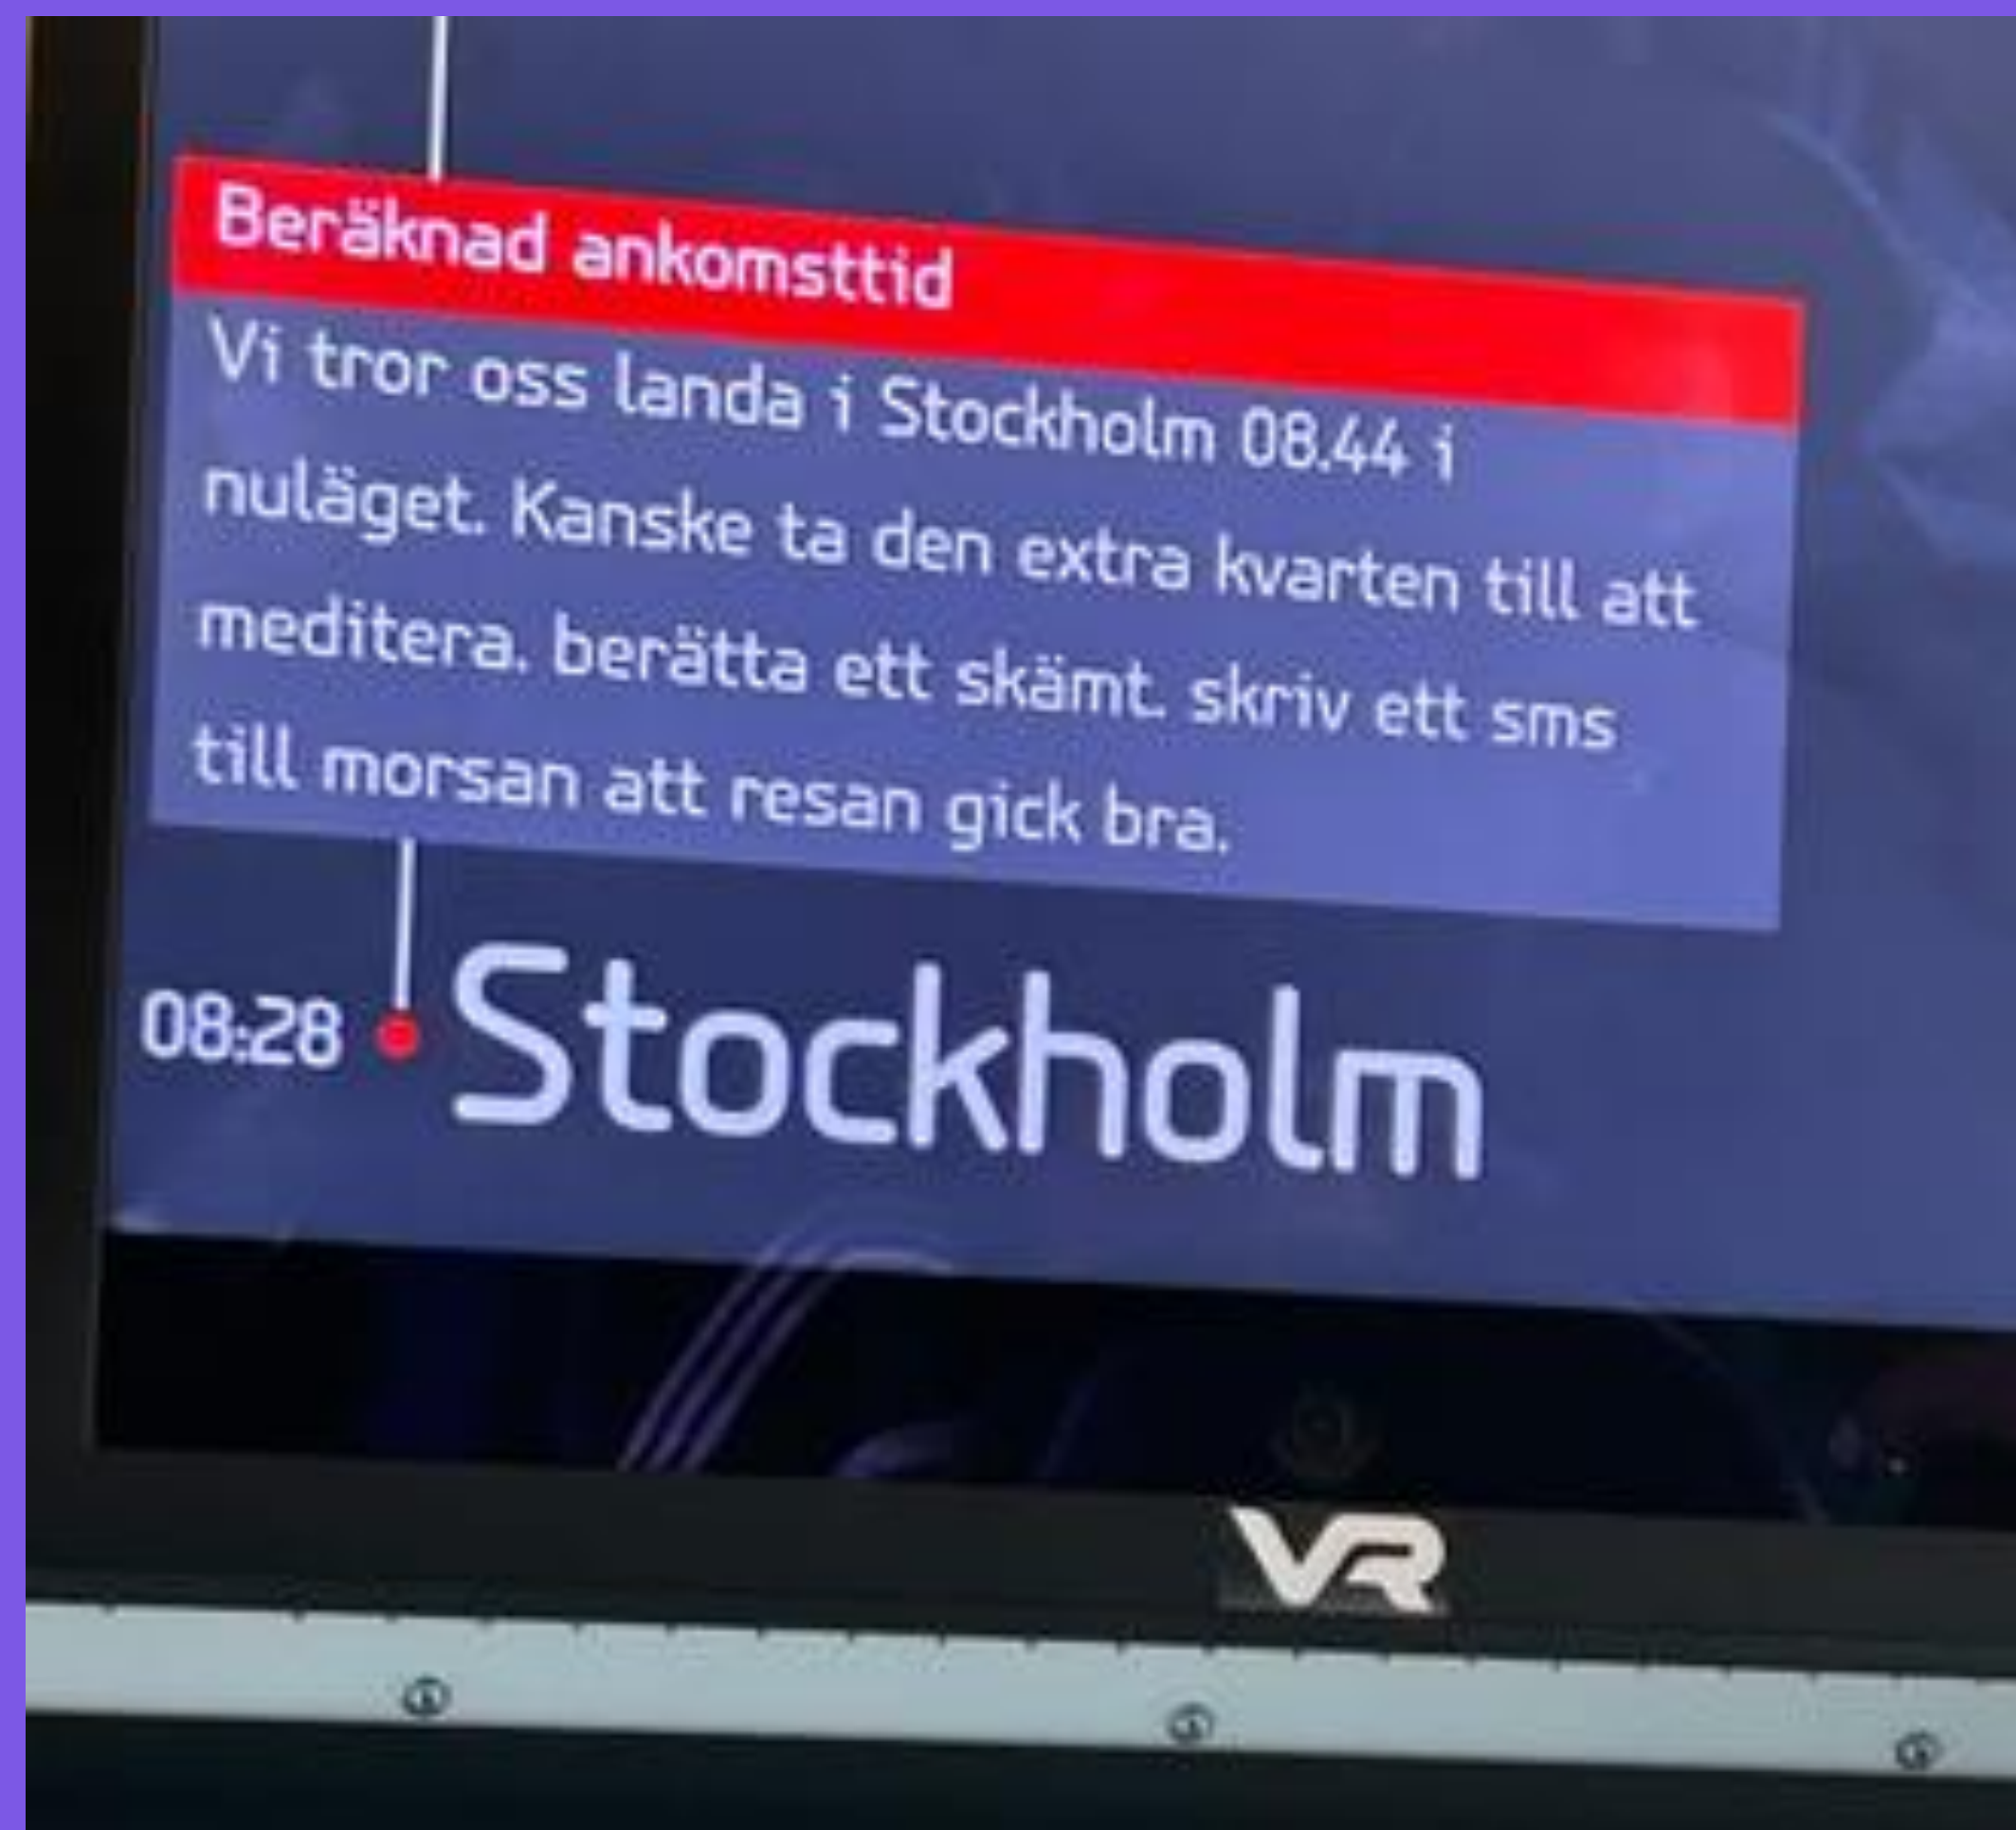 Beräknad ankomsttid
Vi tror oss landa i Stockholm 08.44 i
nuläget. Kanske ta den extra kvarten till att
meditera. berätta ett skämt. skriv ett sms
till morsan att resan gick bra.
08:28 Stockholm
VR